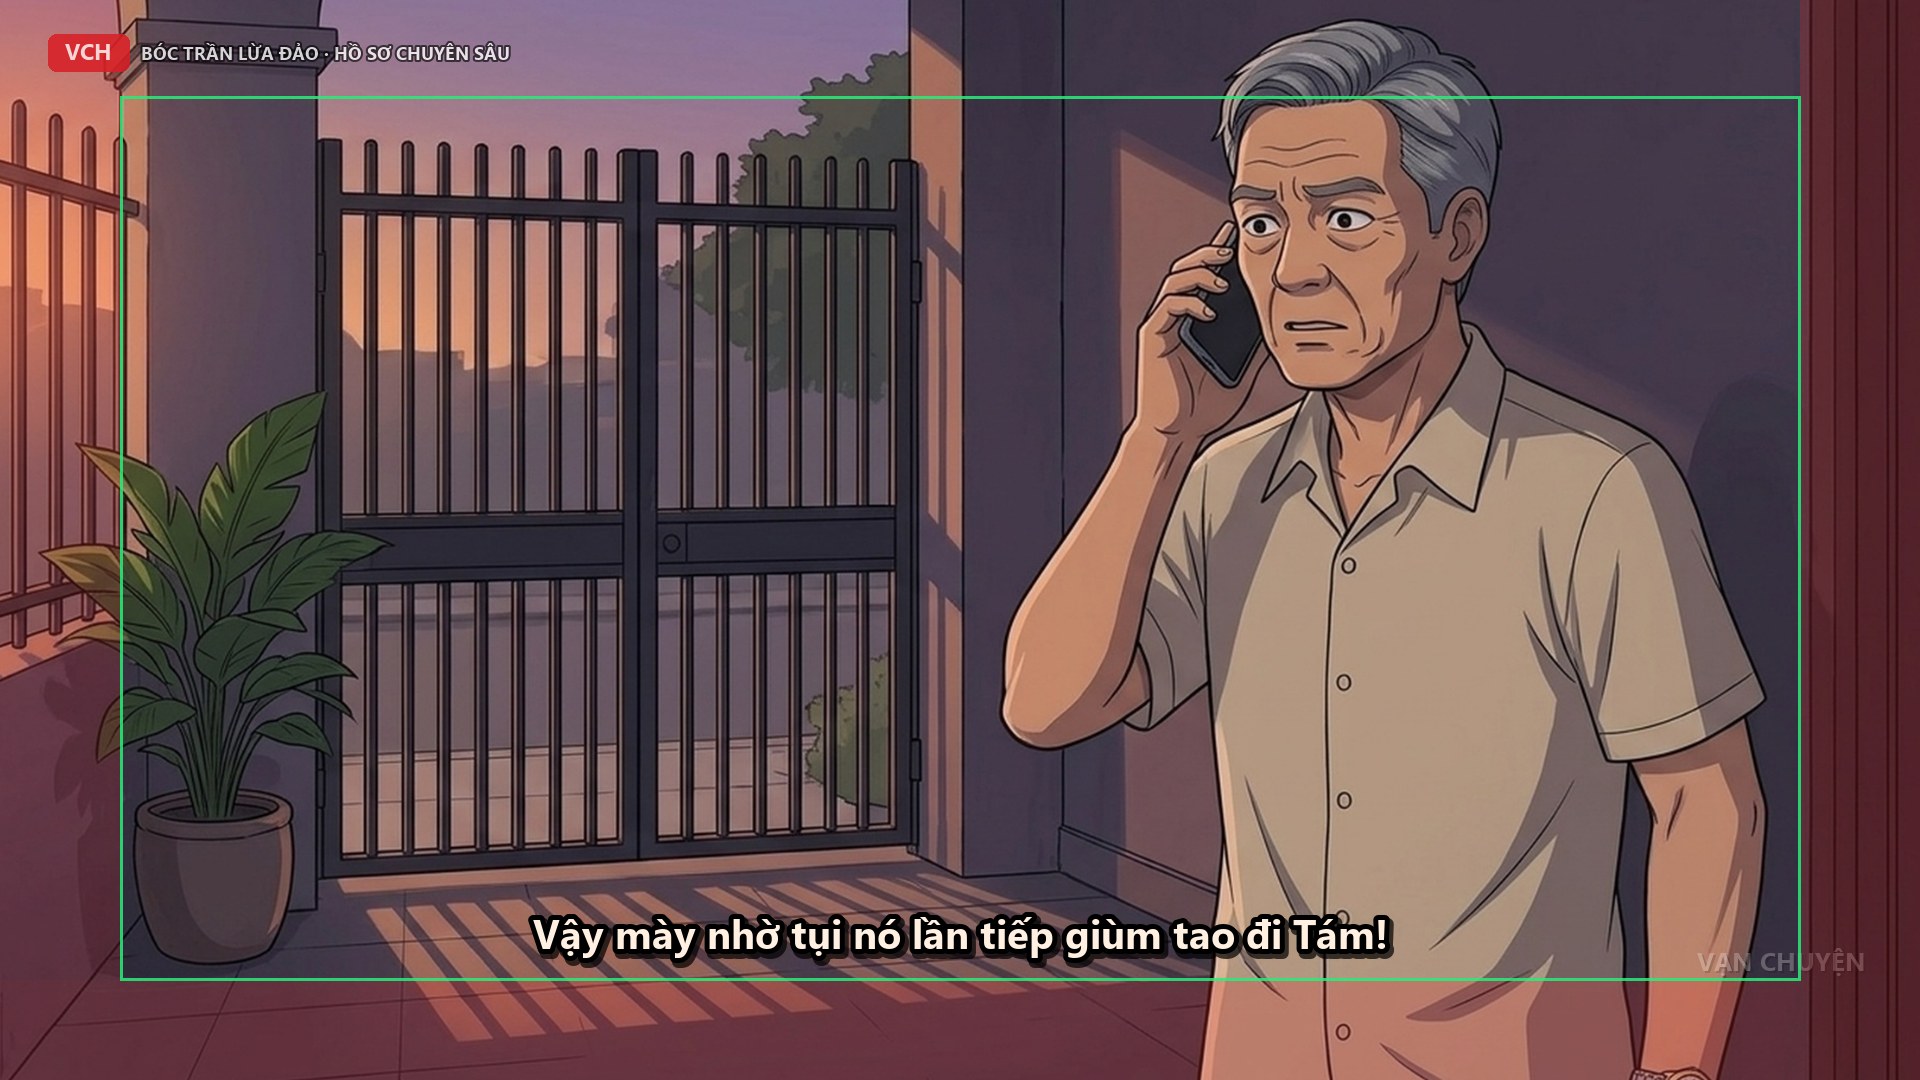 VCH
BÓC TRẦN LỪA ĐẢO · HỒ SƠ CHUYÊN SÂU
Vậy mày nhờ tụi nó lần tiếp giùm tao đi Tám!
VẠN CHUYỆN